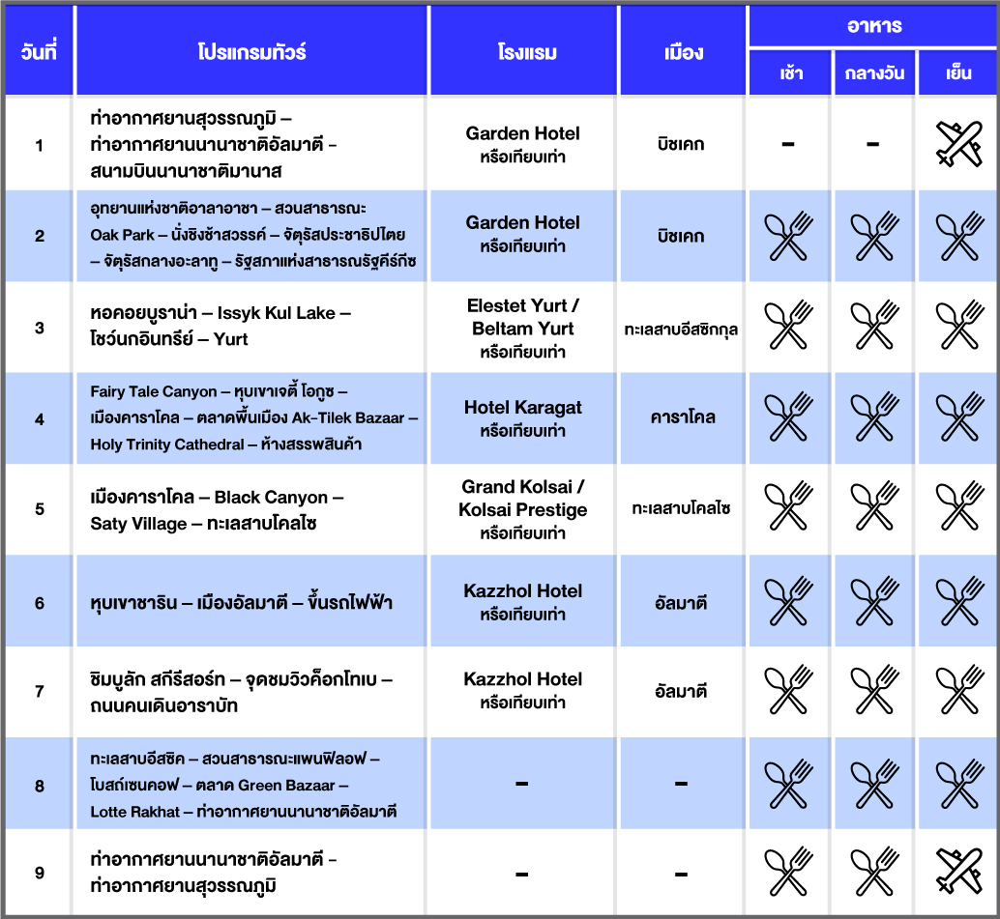 วันที่
โปรแกรมทัวร์
โรงแรม
เมือง
อาหาร
เช้า
กลางวัน
เย็น
1
ท่าอากาศยานสุวรรณภูมิ –
ท่าอากาศยานนานาชาติอัลมาตี -
สนามบินนานาชาติมานาส
Garden Hotel
หรือเทียบเท่า
บิชเคก
-
-
2
อุทยานแห่งชาติอาลาอาชา – สวนสาธารณะ
Oak Park – นั่งชิงช้าสวรรค์ – จัตุรัสประชาธิปไตย
– จัตุรัสกลางอะลาทู – รัฐสภาแห่งสาธารณรัฐคีร์กีซ
Garden Hotel
หรือเทียบเท่า
บิชเคก
3
หอคอยบูราน่า – Issyk Kul Lake –
โชว์นกอินทรีย์ – Yurt
Elestet Yurt /
Beltam Yurt
หรือเทียบเท่า
ทะเลสาบอีสซิกกุล
4
Fairy Tale Canyon – หุบเขาเจตี้ โอกูซ –
เมืองคาราโคล – ตลาดพื้นเมือง Ak-Tilek Bazaar –
Holy Trinity Cathedral – ห้างสรรพสินค้า
Hotel Karagat
หรือเทียบเท่า
คาราโคล
5
เมืองคาราโคล – Black Canyon –
Saty Village – ทะเลสาบโคลไซ
Grand Kolsai /
Kolsai Prestige
หรือเทียบเท่า
ทะเลสาบโคลไซ
6
หุบเขาชาริน – เมืองอัลมาตี – ขึ้นรถไฟฟ้า
Kazzhol Hotel
หรือเทียบเท่า
อัลมาตี
7
ชิมบูลัก สกีรีสอร์ท – จุดชมวิวค็อกโทเบ –
ถนนคนเดินอาราบัท
Kazzhol Hotel
หรือเทียบเท่า
อัลมาตี
8
ทะเลสาบอีสซิค – สวนสาธารณะแพนฟิลอฟ –
โบสถ์เซนคอฟ – ตลาด Green Bazaar –
Lotte Rakhat – ท่าอากาศยานนานาชาติอัลมาตี
-
-
9
ท่าอากาศยานนานาชาติอัลมาตี -
ท่าอากาศยานสุวรรณภูมิ
-
-